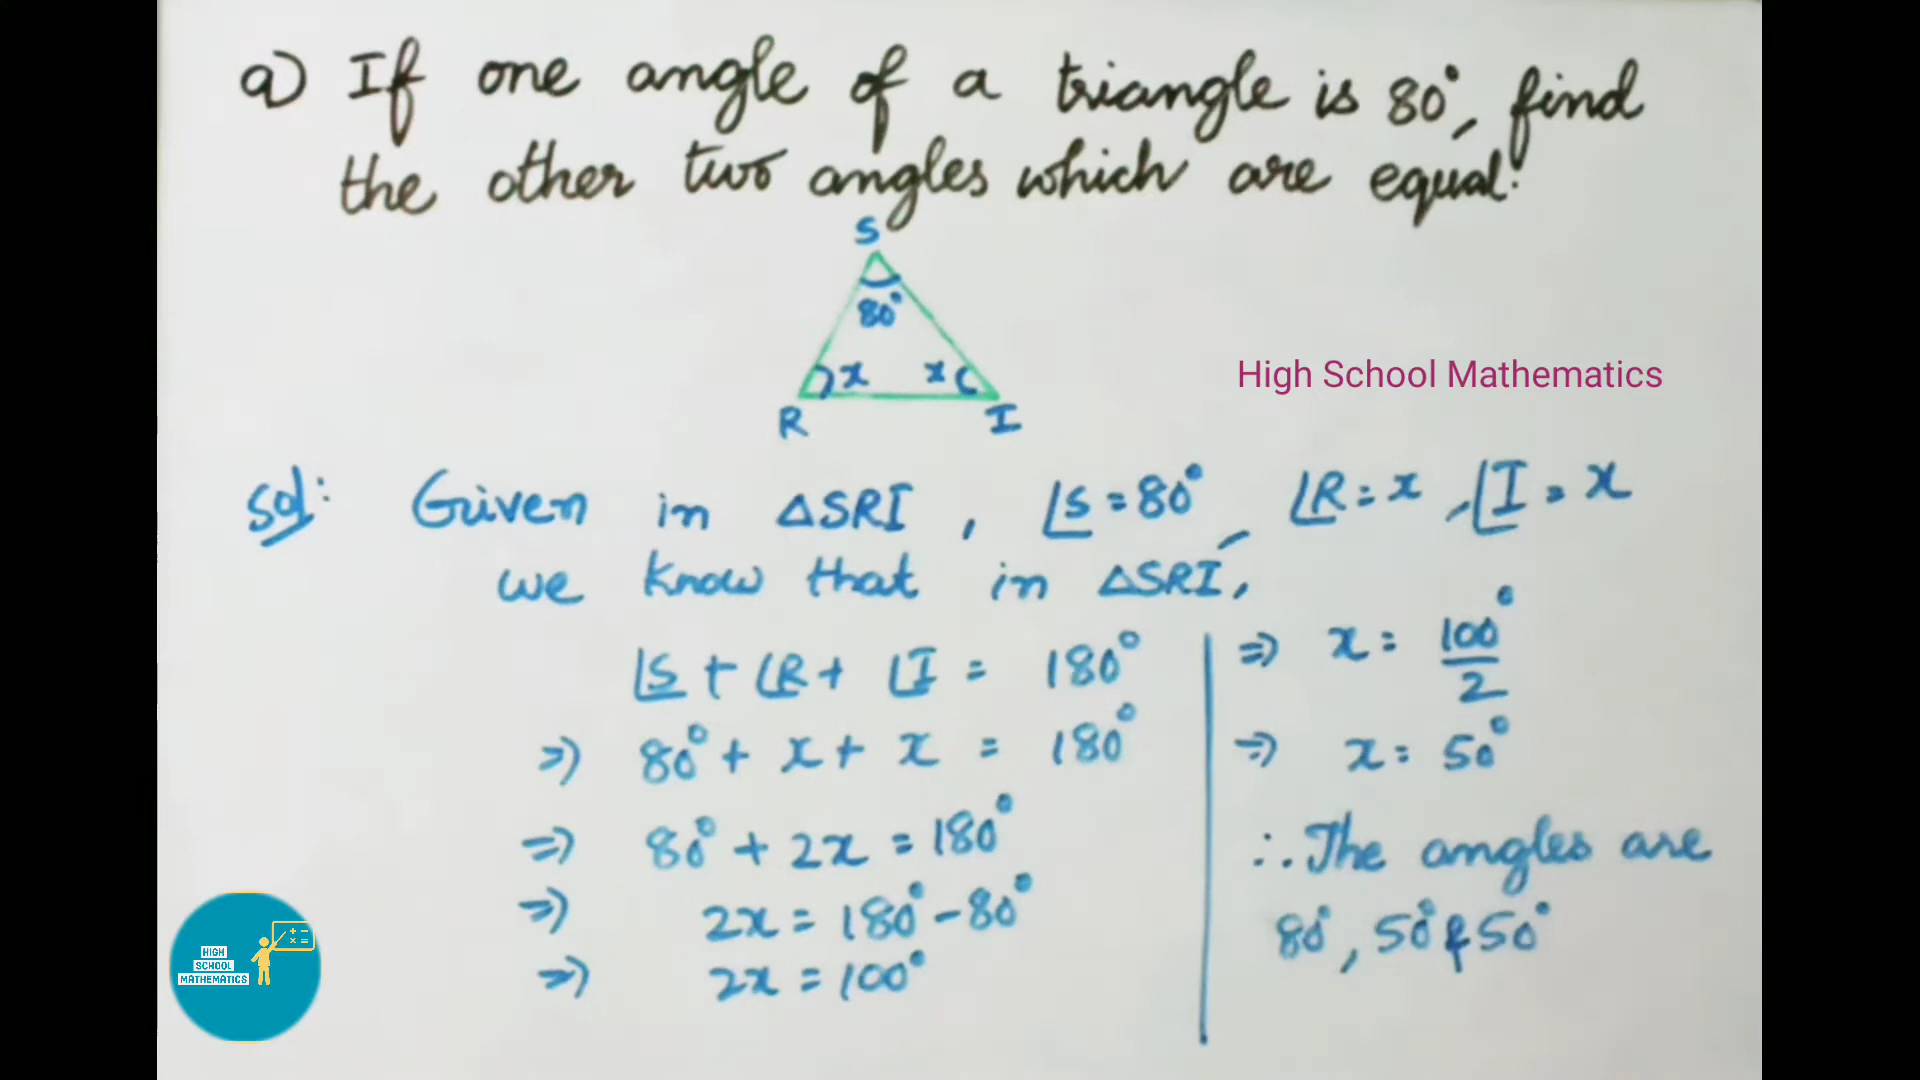 a) If one angle of a triangle is 80°, find
the other two angles which are equal.
S
80°
x x
R I
High School Mathematics
Sol: Given in △SRI, ∠S = 80°, ∠R = x, ∠I = x
we know that in △SRI,
∠S + ∠R + ∠I = 180°
⇒ 80° + x + x = 180°
⇒ 80° + 2x = 180°
⇒ 2x = 180° - 80°
⇒ 2x = 100°
⇒ x = 100°/2
⇒ x = 50°
∴ The angles are
80°, 50° & 50°
HIGH
SCHOOL
MATHEMATICS